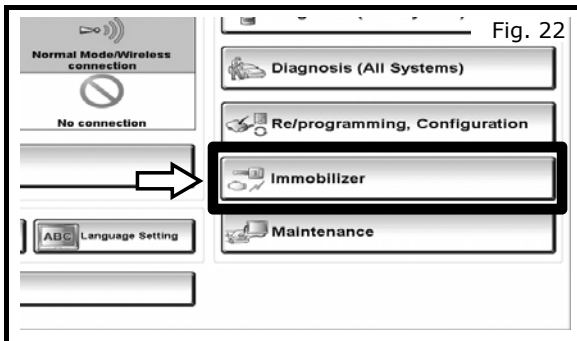 Fig. 22
Normal Mode/Wireless
connection
No connection
Diagnosis (All Systems)
Re/programming, Configuration
Immobilizer
Maintenance
ABC Language Setting